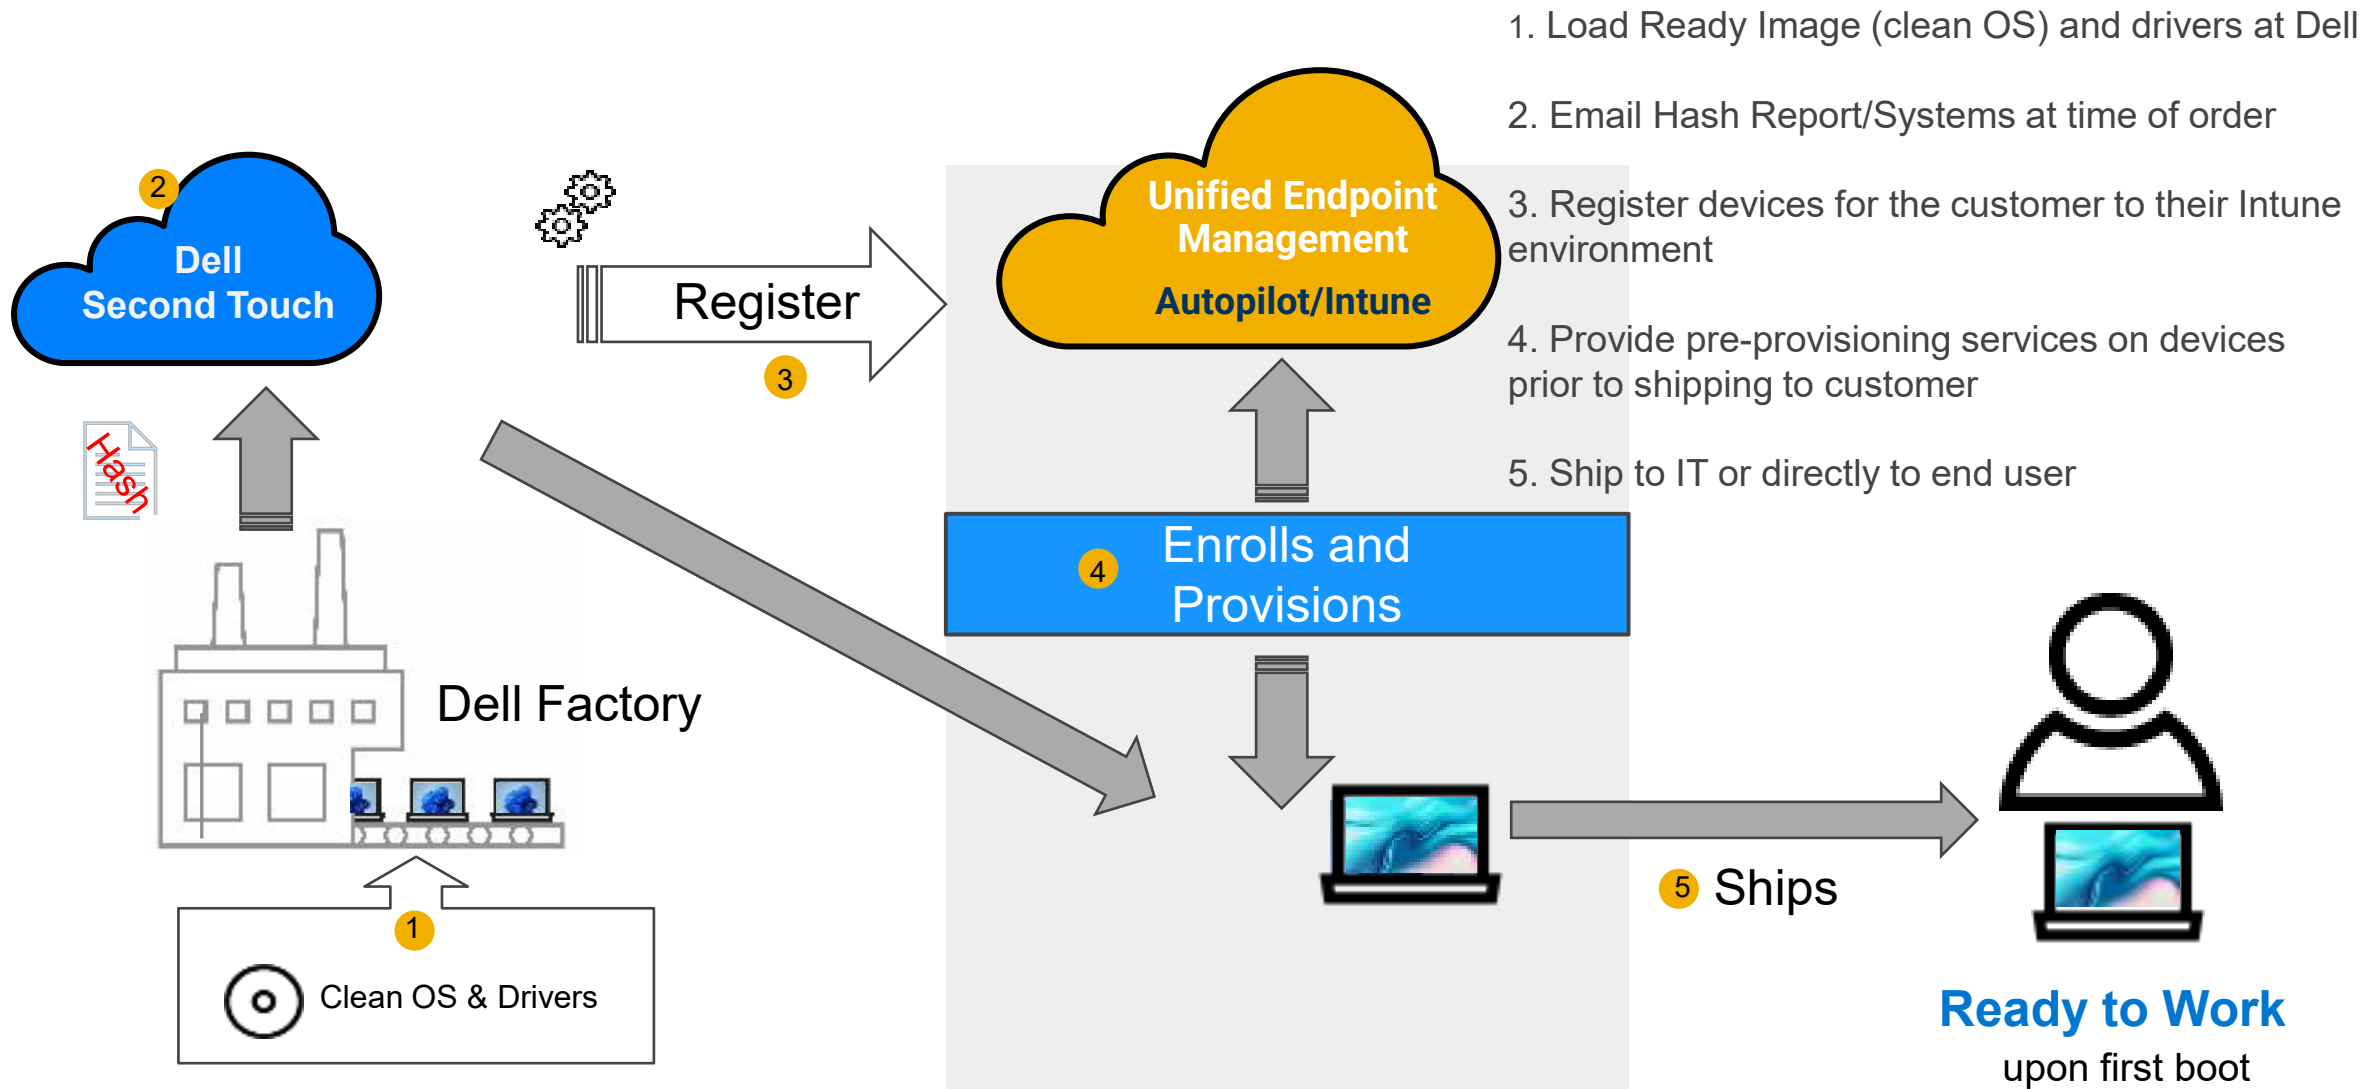 1. Load Ready Image (clean OS) and drivers at Dell
2. Email Hash Report/Systems at time of order
3. Register devices for the customer to their Intune
environment
4. Provide pre-provisioning services on devices
prior to shipping to customer
5. Ship to IT or directly to end user
2
Dell
Second Touch
Register
3
Unified Endpoint
Management
Autopilot/Intune
Hash
4
Enrolls and
Provisions
Dell Factory
1
Clean OS & Drivers
5
Ships
Ready to Work
upon first boot